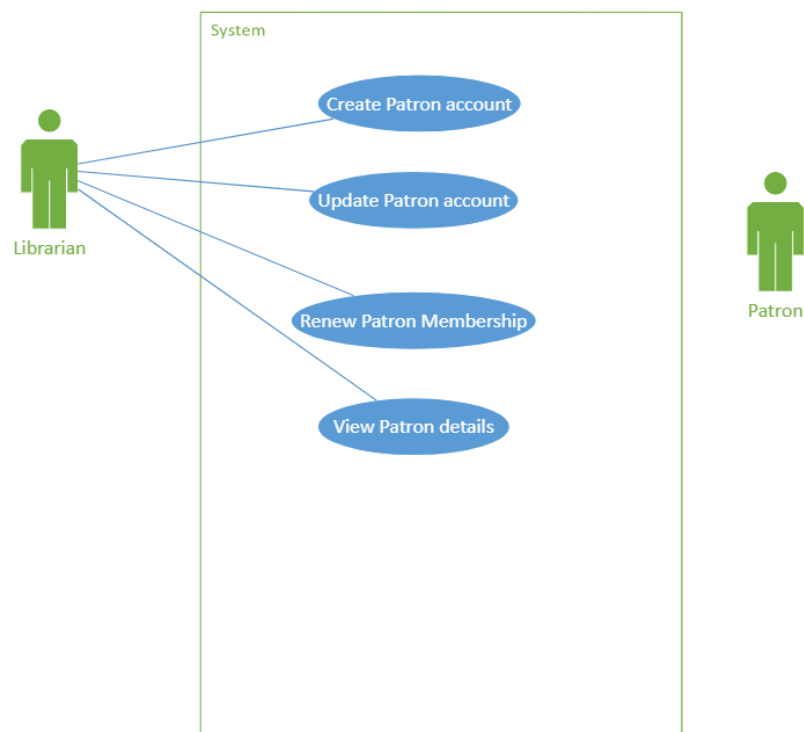 System
Create Patron account
Update Patron account
Librarian
Patron
Renew Patron Membership
View Patron details